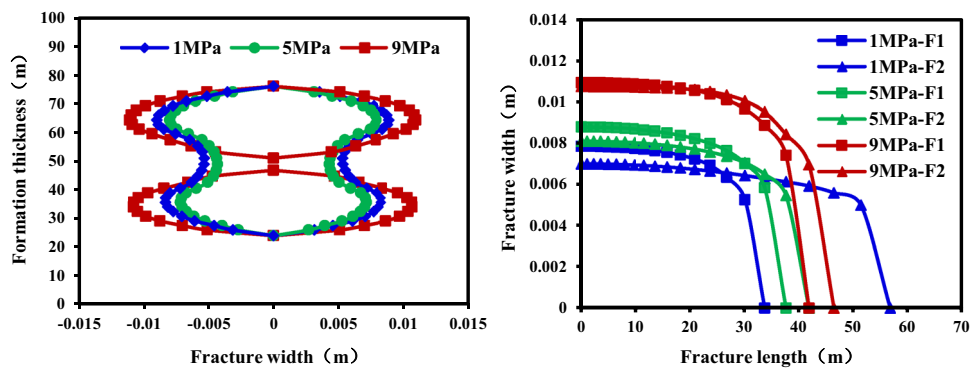 100
90
80
70
60
50
40
30
20
10
0
Formation thickness（m）
1MPa 5MPa 9MPa
-0.015 -0.01 -0.005 0 0.005 0.01 0.015
Fracture width（m）
0.014
0.012
0.01
0.008
0.006
0.004
0.002
0
Fracture width（m）
1MPa-F1
1MPa-F2
5MPa-F1
5MPa-F2
9MPa-F1
9MPa-F2
0 10 20 30 40 50 60 70
Fracture length（m）